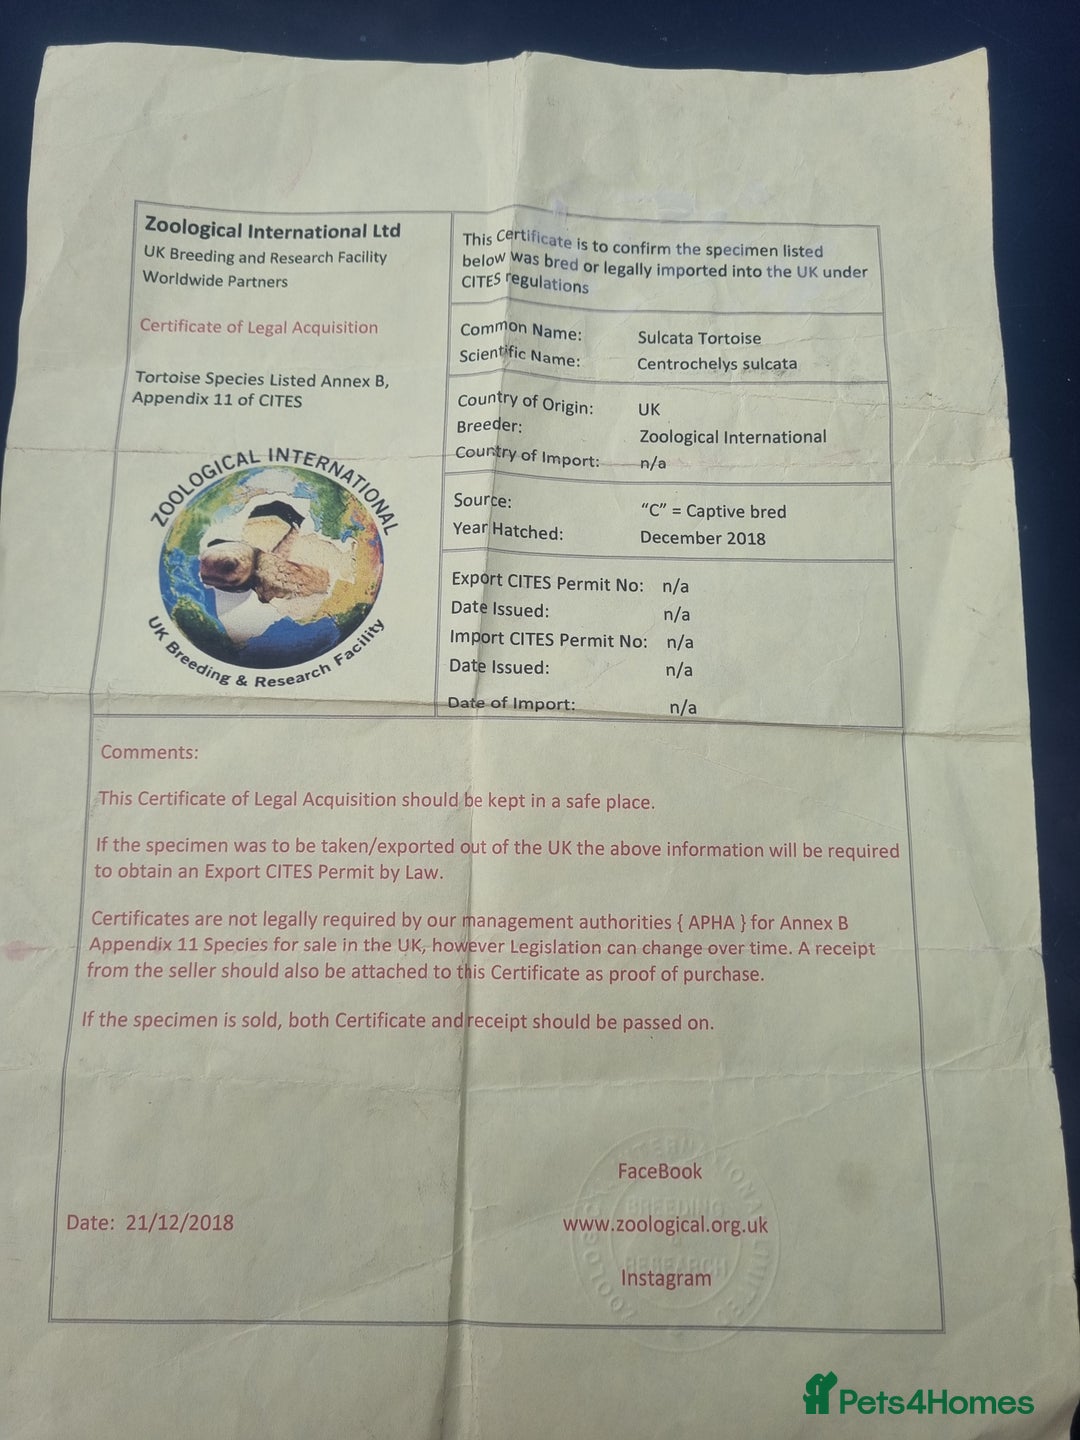 Zoological International Ltd
UK Breeding and Research Facility
Worldwide Partners
Certificate of Legal Acquisition
Tortoise Species Listed Annex B,
Appendix 11 of CITES
ZOOLOGICAL INTERNATIONAL
UK Breeding & Research Facility
This Certificate is to confirm the specimen listed
below was bred or legally imported into the UK under
CITES regulations
Common Name: Sulcata Tortoise
Scientific Name: Centrochelys sulcata
Country of Origin: UK
Breeder: Zoological International
Country of Import: n/a
Source: “C” = Captive bred
Year Hatched: December 2018
Export CITES Permit No: n/a
Date Issued: n/a
Import CITES Permit No: n/a
Date Issued: n/a
Date of Import: n/a
Comments:
This Certificate of Legal Acquisition should be kept in a safe place.
If the specimen was to be taken/exported out of the UK the above information will be required
to obtain an Export CITES Permit by Law.
Certificates are not legally required by our management authorities { APHA } for Annex B
Appendix 11 Species for sale in the UK, however Legislation can change over time. A receipt
from the seller should also be attached to this Certificate as proof of purchase.
If the specimen is sold, both Certificate and receipt should be passed on.
FaceBook
Date: 21/12/2018
www.zoological.org.uk
Instagram
BREEDING
RESEARCH
Pets4Homes